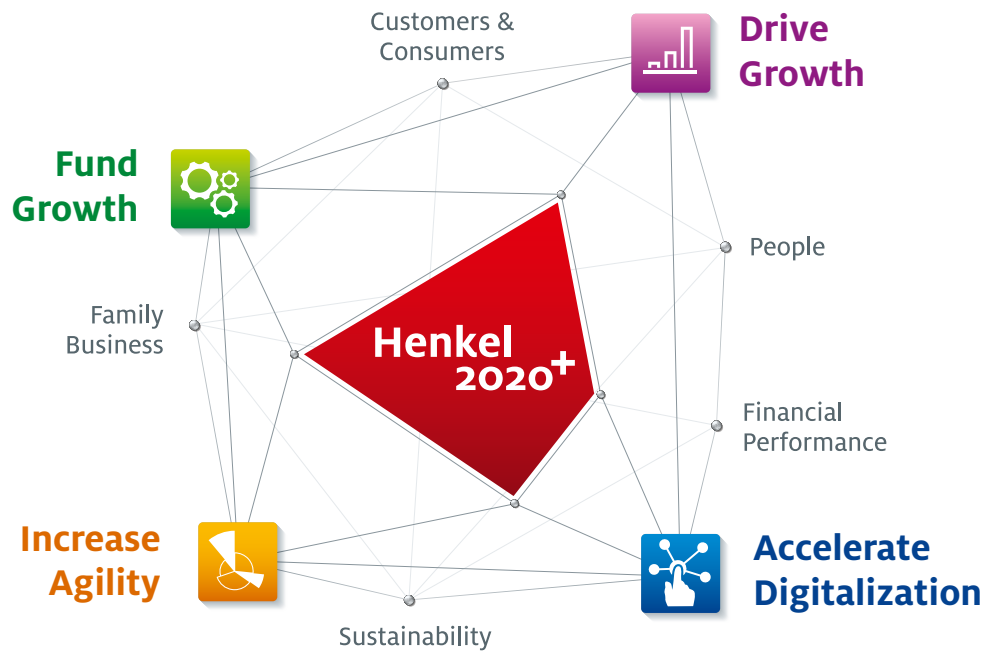 Customers &
Consumers
Drive
Growth
Fund
Growth
People
Family
Business
Henkel
2020+
Financial
Performance
Increase
Agility
Accelerate
Digitalization
Sustainability